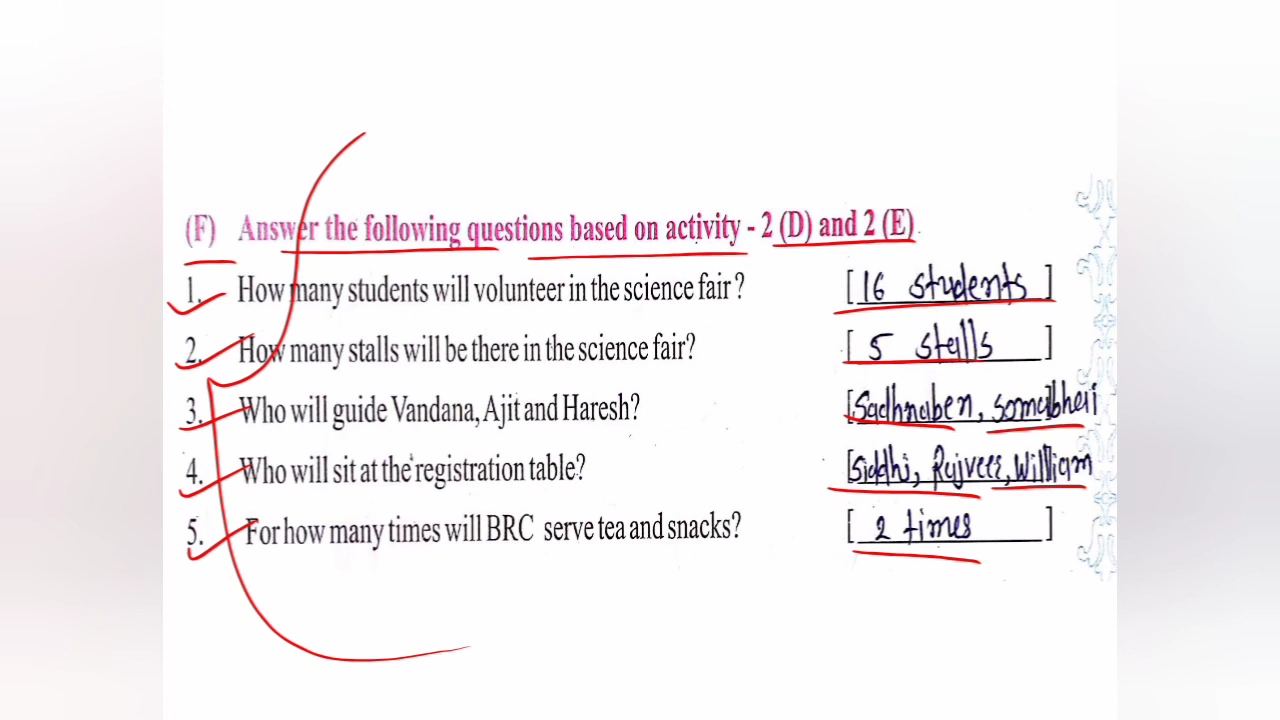 (F) Answer the following questions based on activity - 2 (D) and 2 (E)
1. How many students will volunteer in the science fair? [16 students]
2. How many stalls will be there in the science fair? [5 stalls]
3. Who will guide Vandana, Ajit and Haresh? [Sadhnaben, Somabhai]
4. Who will sit at the registration table? [Siddhi, Rajveer, William]
5. For how many times will BRC serve tea and snacks? [2 times]